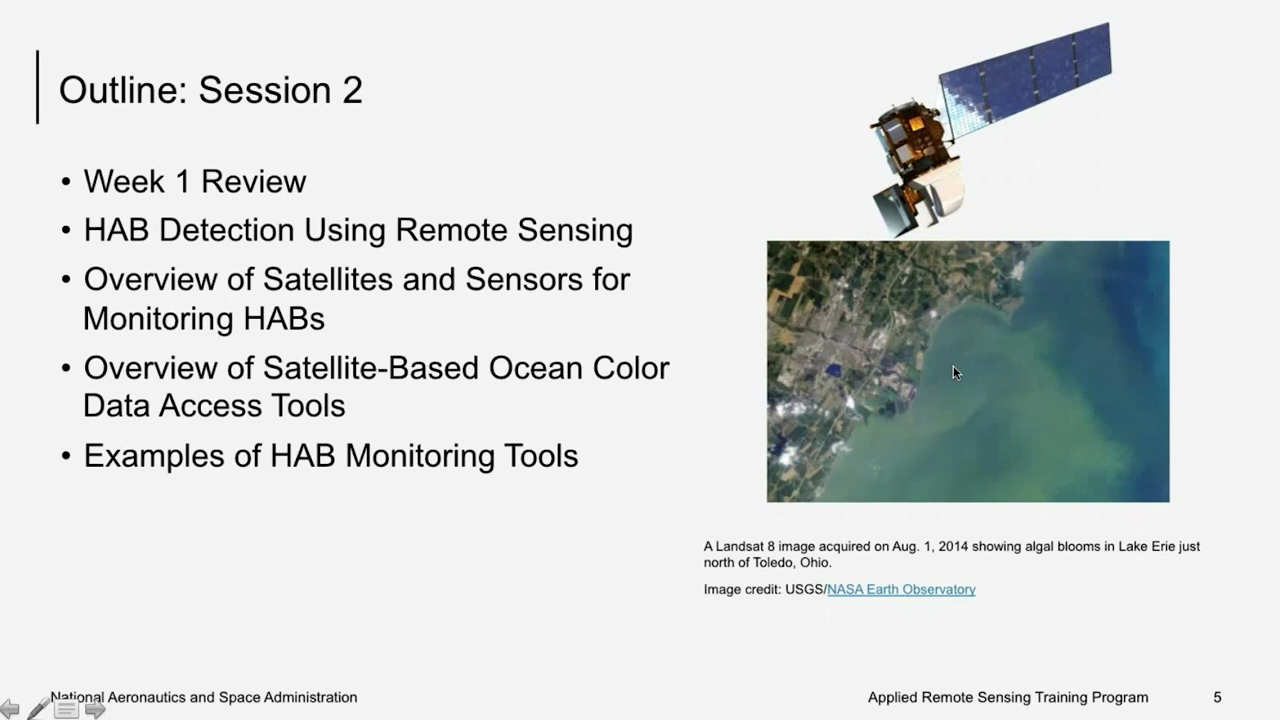 Outline: Session 2
• Week 1 Review
• HAB Detection Using Remote Sensing
• Overview of Satellites and Sensors for
Monitoring HABs
• Overview of Satellite-Based Ocean Color
Data Access Tools
• Examples of HAB Monitoring Tools
A Landsat 8 image acquired on Aug. 1, 2014 showing algal blooms in Lake Erie just
north of Toledo, Ohio.
Image credit: USGS/NASA Earth Observatory
National Aeronautics and Space Administration
Applied Remote Sensing Training Program
5